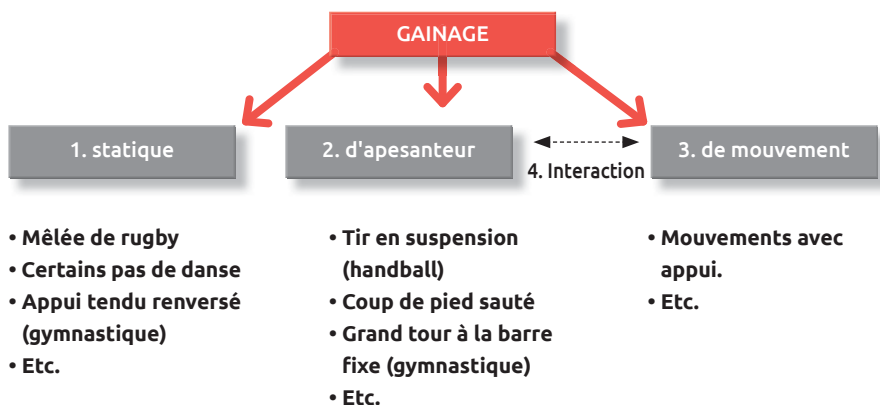 GAINAGE
1. statique
2. d'apesanteur
4. Interaction
3. de mouvement
• Mêlée de rugby
• Certains pas de danse
• Appui tendu renversé
(gymnastique)
• Etc.
• Tir en suspension
(handball)
• Coup de pied sauté
• Grand tour à la barre
fixe (gymnastique)
• Etc.
• Mouvements avec
appui.
• Etc.